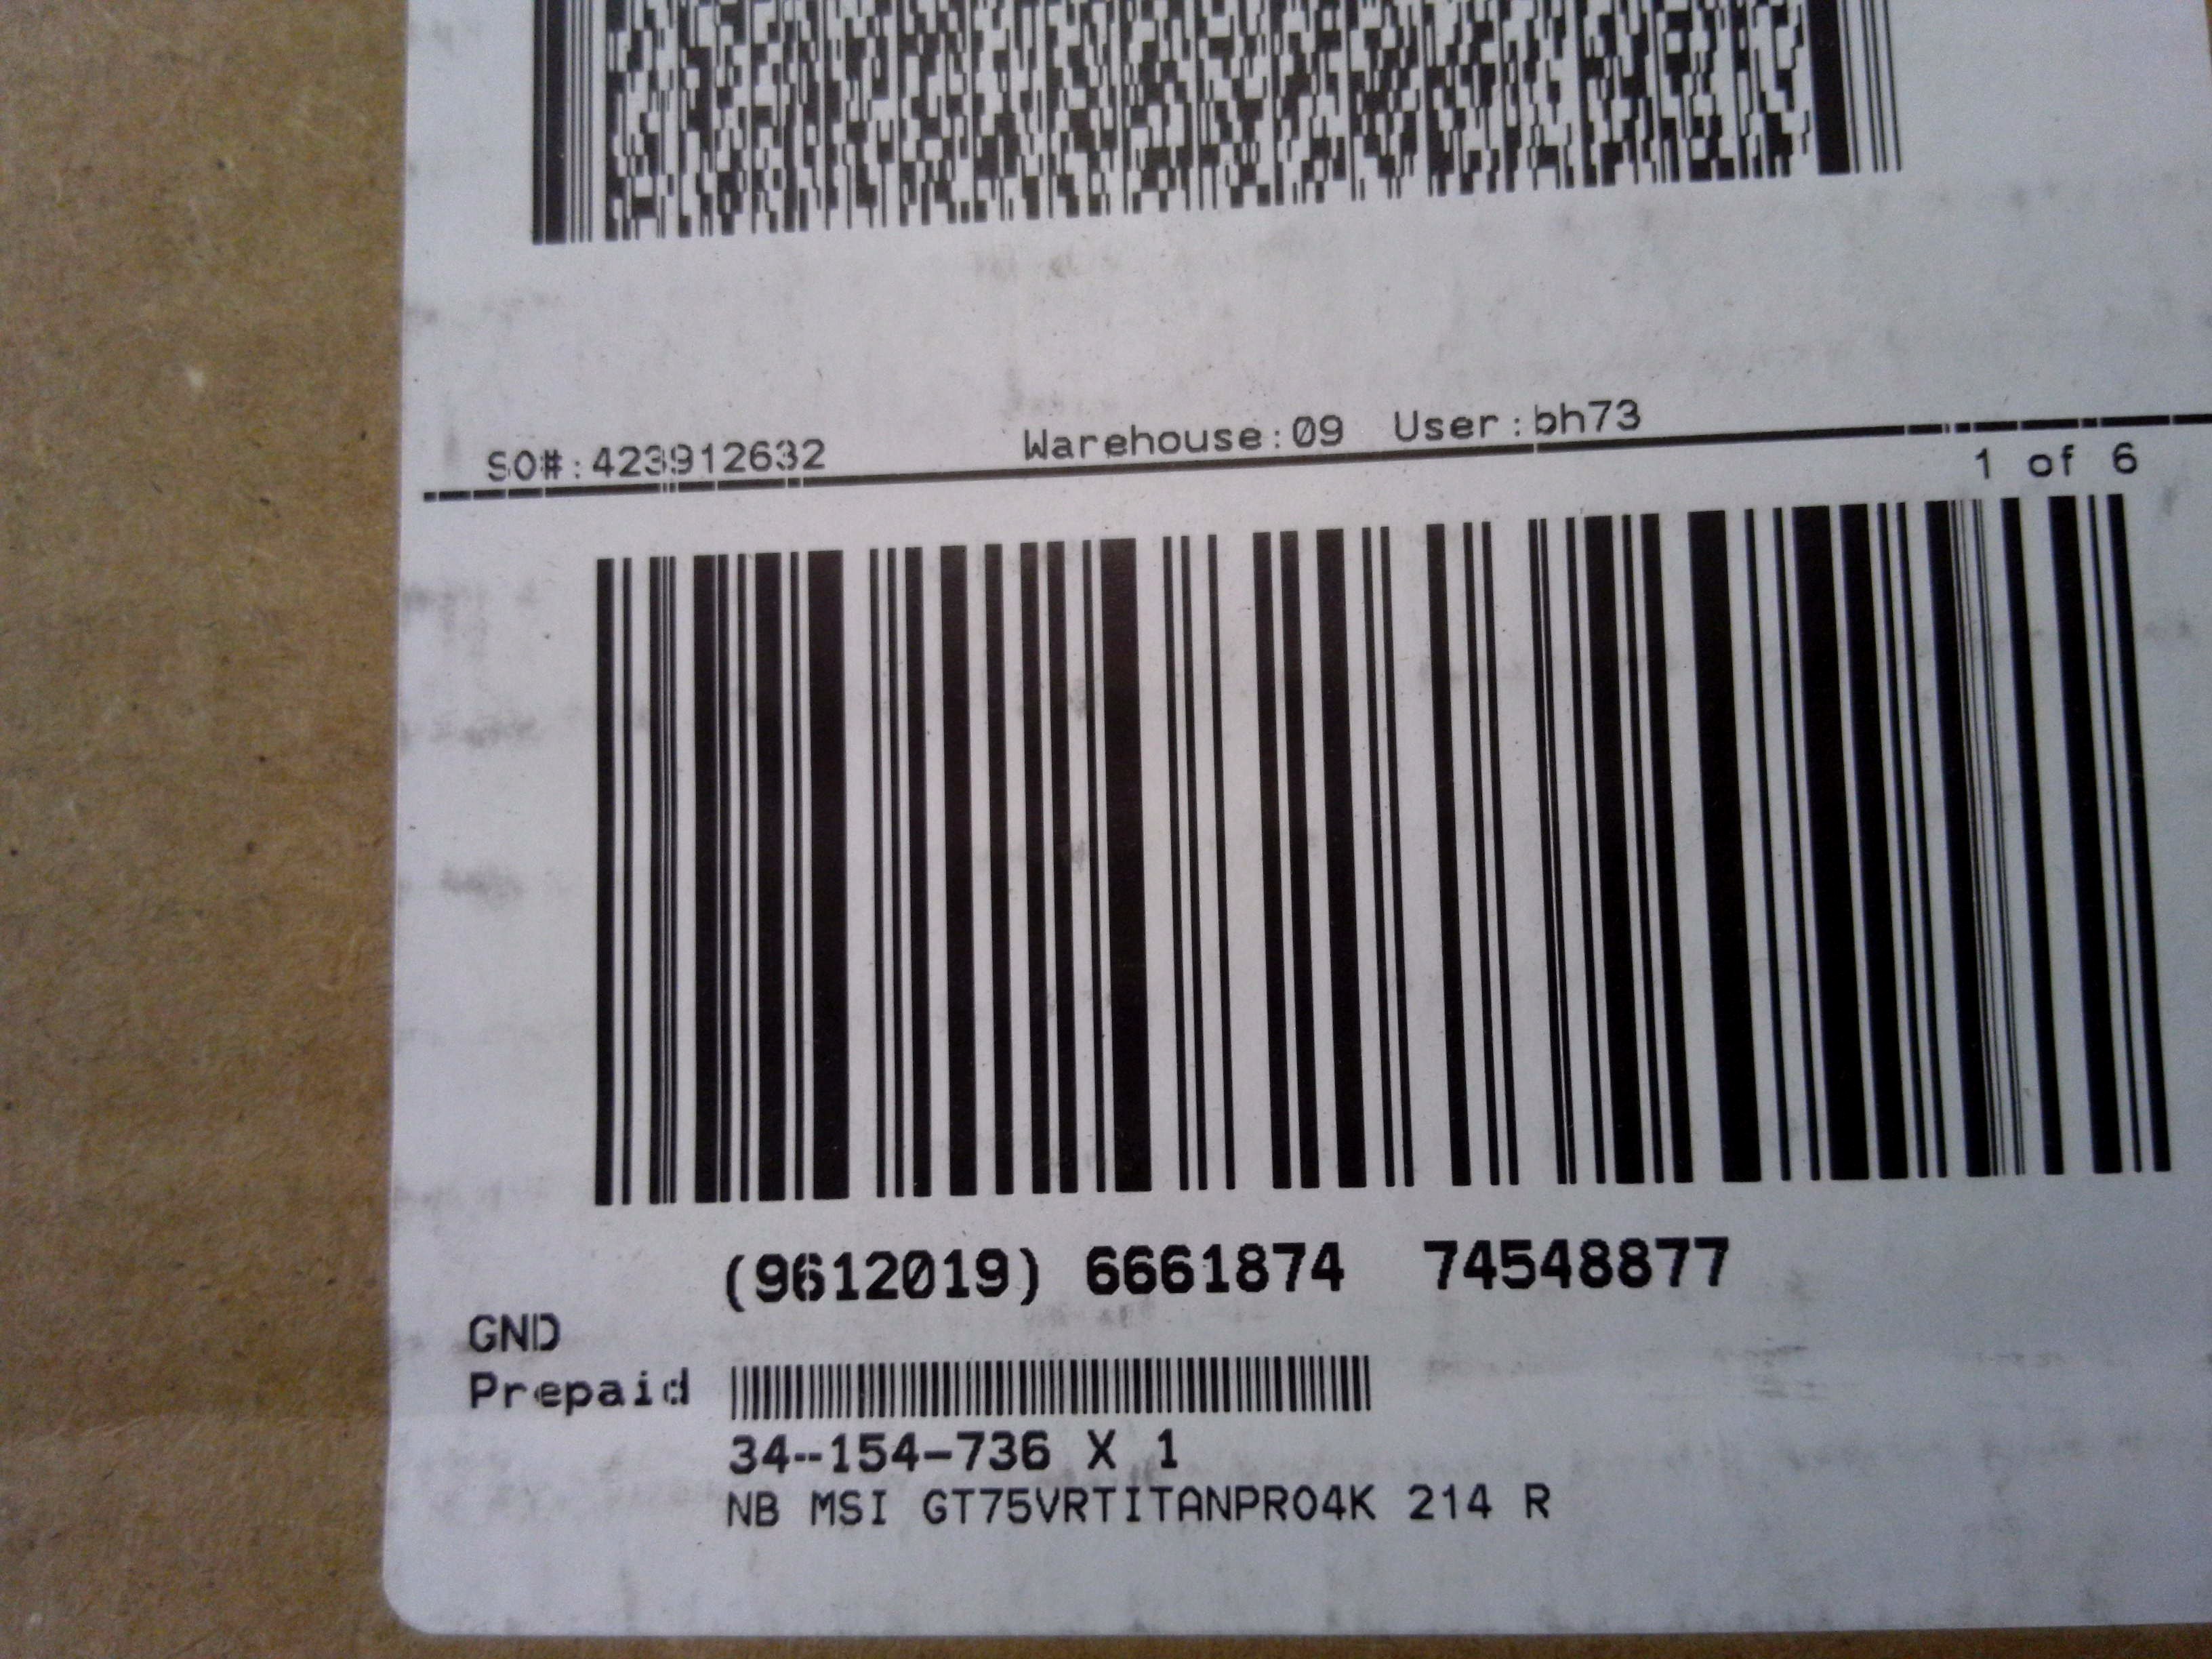 SO#:423912632 Warehouse:09 User:bh73
1 of 6
(9612019) 6661874 74548877
GND
Prepaid
34--154-736 X 1
NB MSI GT75VRTITANPRO4K 214 R